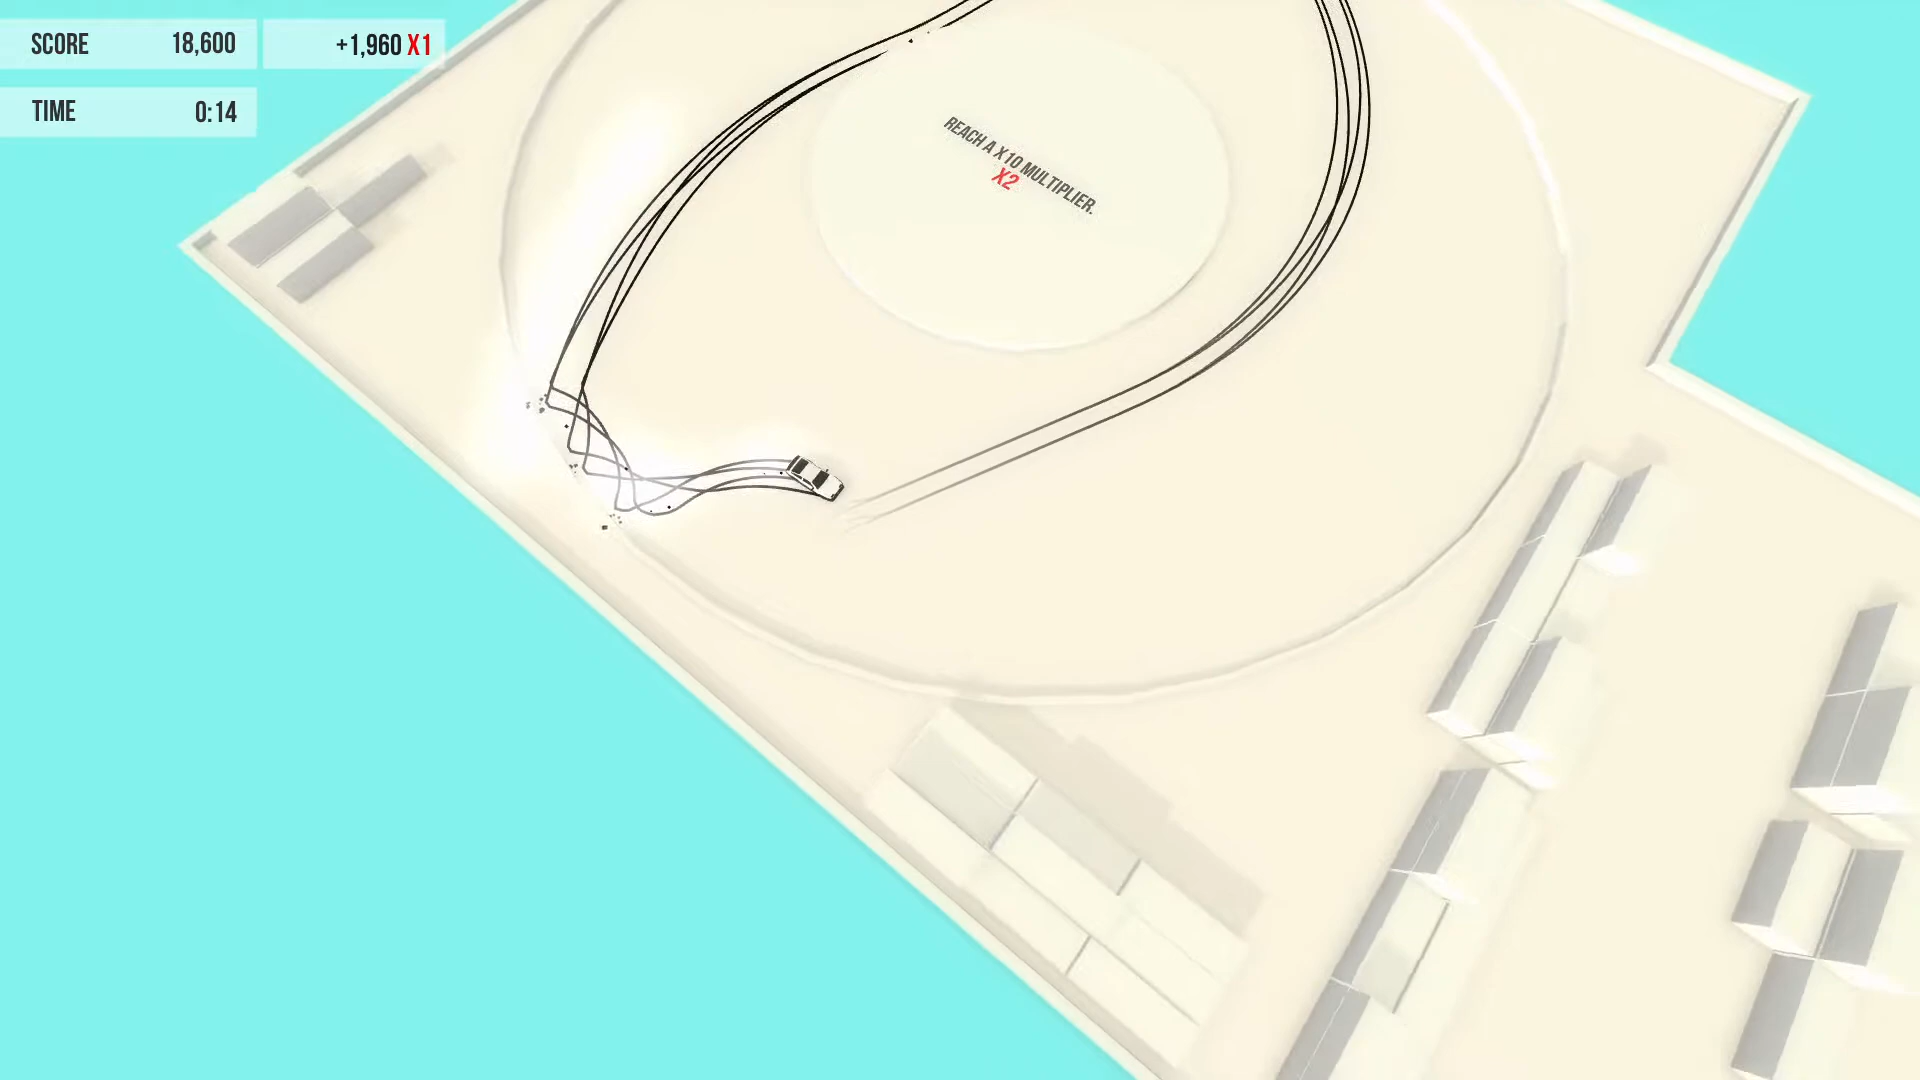 SCORE 18,600 +1,960 X1
TIME 0:14
REACH A X10 MULTIPLIER.
X2